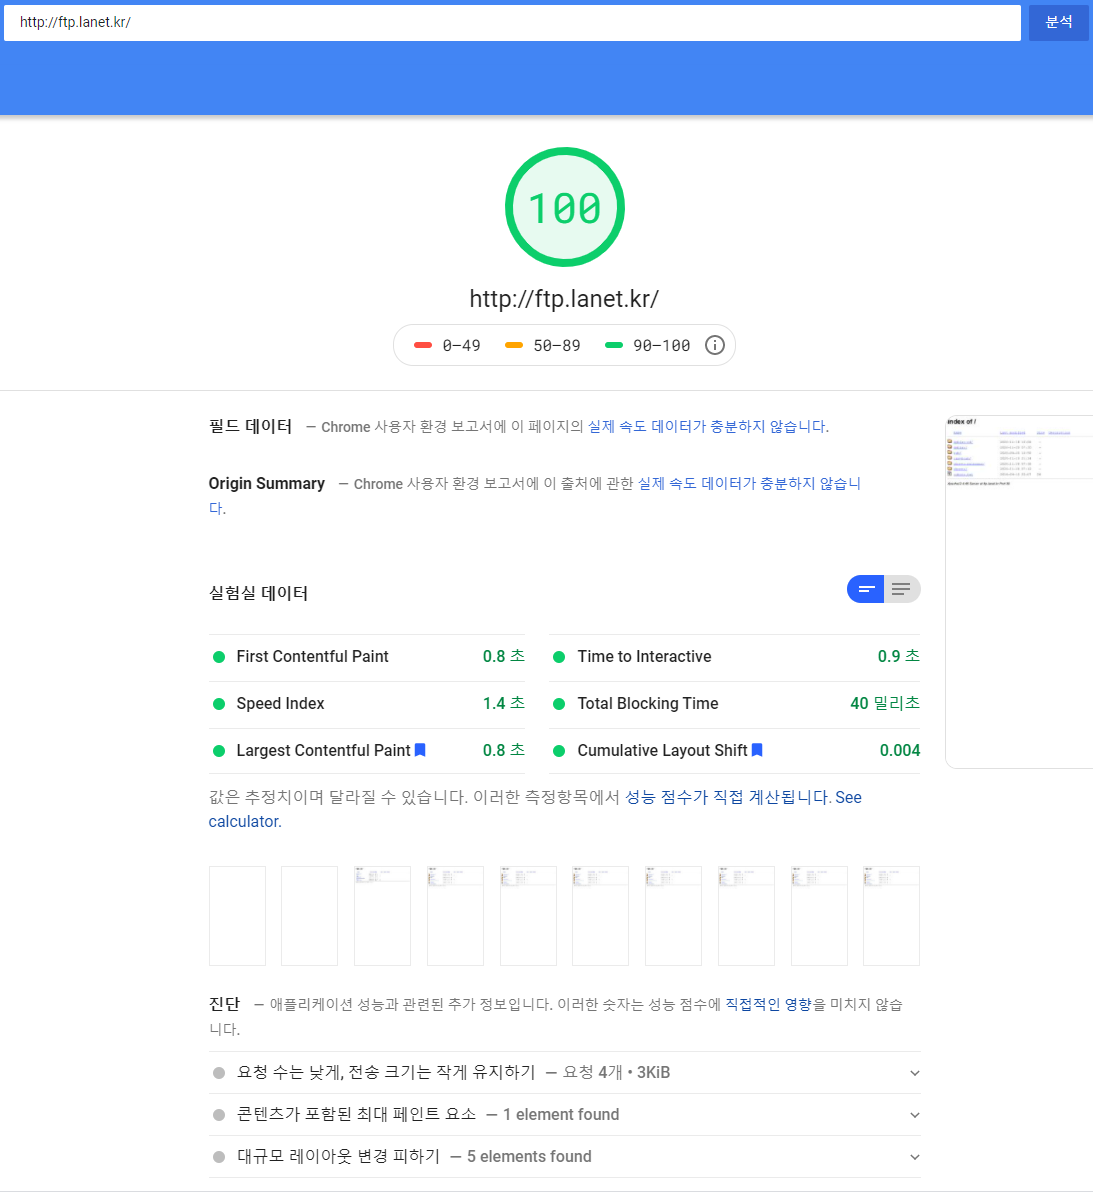 http://ftp.lanet.kr/
분석
100
http://ftp.lanet.kr/
0–49
50–89
90–100
필드 데이터 — Chrome 사용자 환경 보고서에 이 페이지의 실제 속도 데이터가 충분하지 않습니다.
Index of /
Origin Summary — Chrome 사용자 환경 보고서에 이 출처에 관한 실제 속도 데이터가 충분하지 않습니
다.
실험실 데이터
First Contentful Paint 0.8 초
Time to Interactive 0.9 초
Speed Index 1.4 초
Total Blocking Time 40 밀리초
Largest Contentful Paint 0.8 초
Cumulative Layout Shift 0.004
값은 추정치이며 달라질 수 있습니다. 이러한 측정항목에서 성능 점수가 직접 계산됩니다. See
calculator.
진단 — 애플리케이션 성능과 관련된 추가 정보입니다. 이러한 숫자는 성능 점수에 직접적인 영향을 미치지 않습
니다.
요청 수는 낮게, 전송 크기는 작게 유지하기 — 요청 4개 • 3KiB
콘텐츠가 포함된 최대 페인트 요소 — 1 element found
대규모 레이아웃 변경 피하기 — 5 elements found